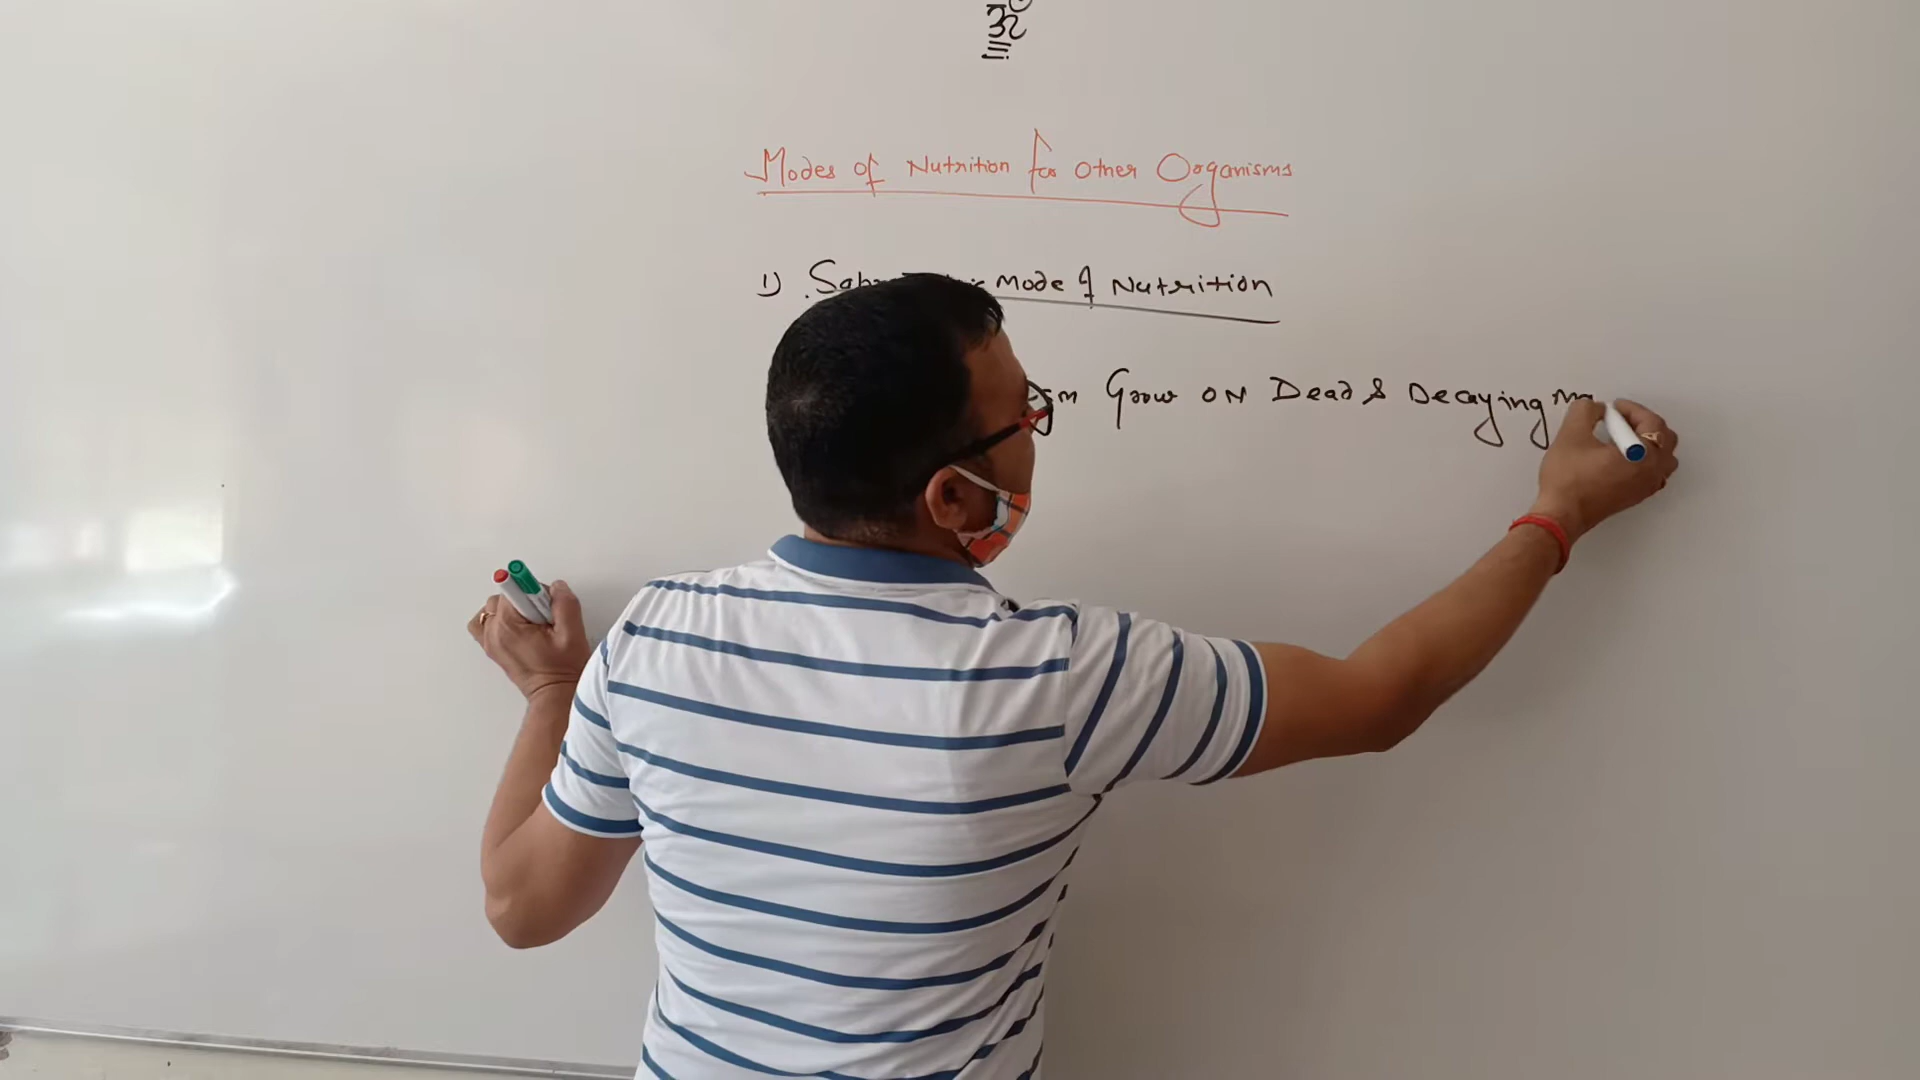 ॐ
Modes of Nutrition for Other Organisms
1) Mode of Nutrition
Grow ON Dead & Decaying